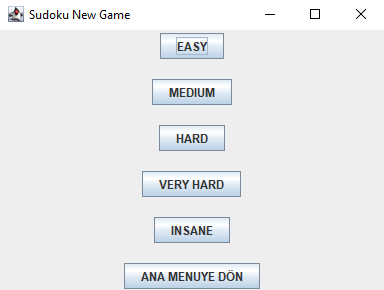 Sudoku New Game
EASY
MEDIUM
HARD
VERY HARD
INSANE
ANA MENUYE DÖN